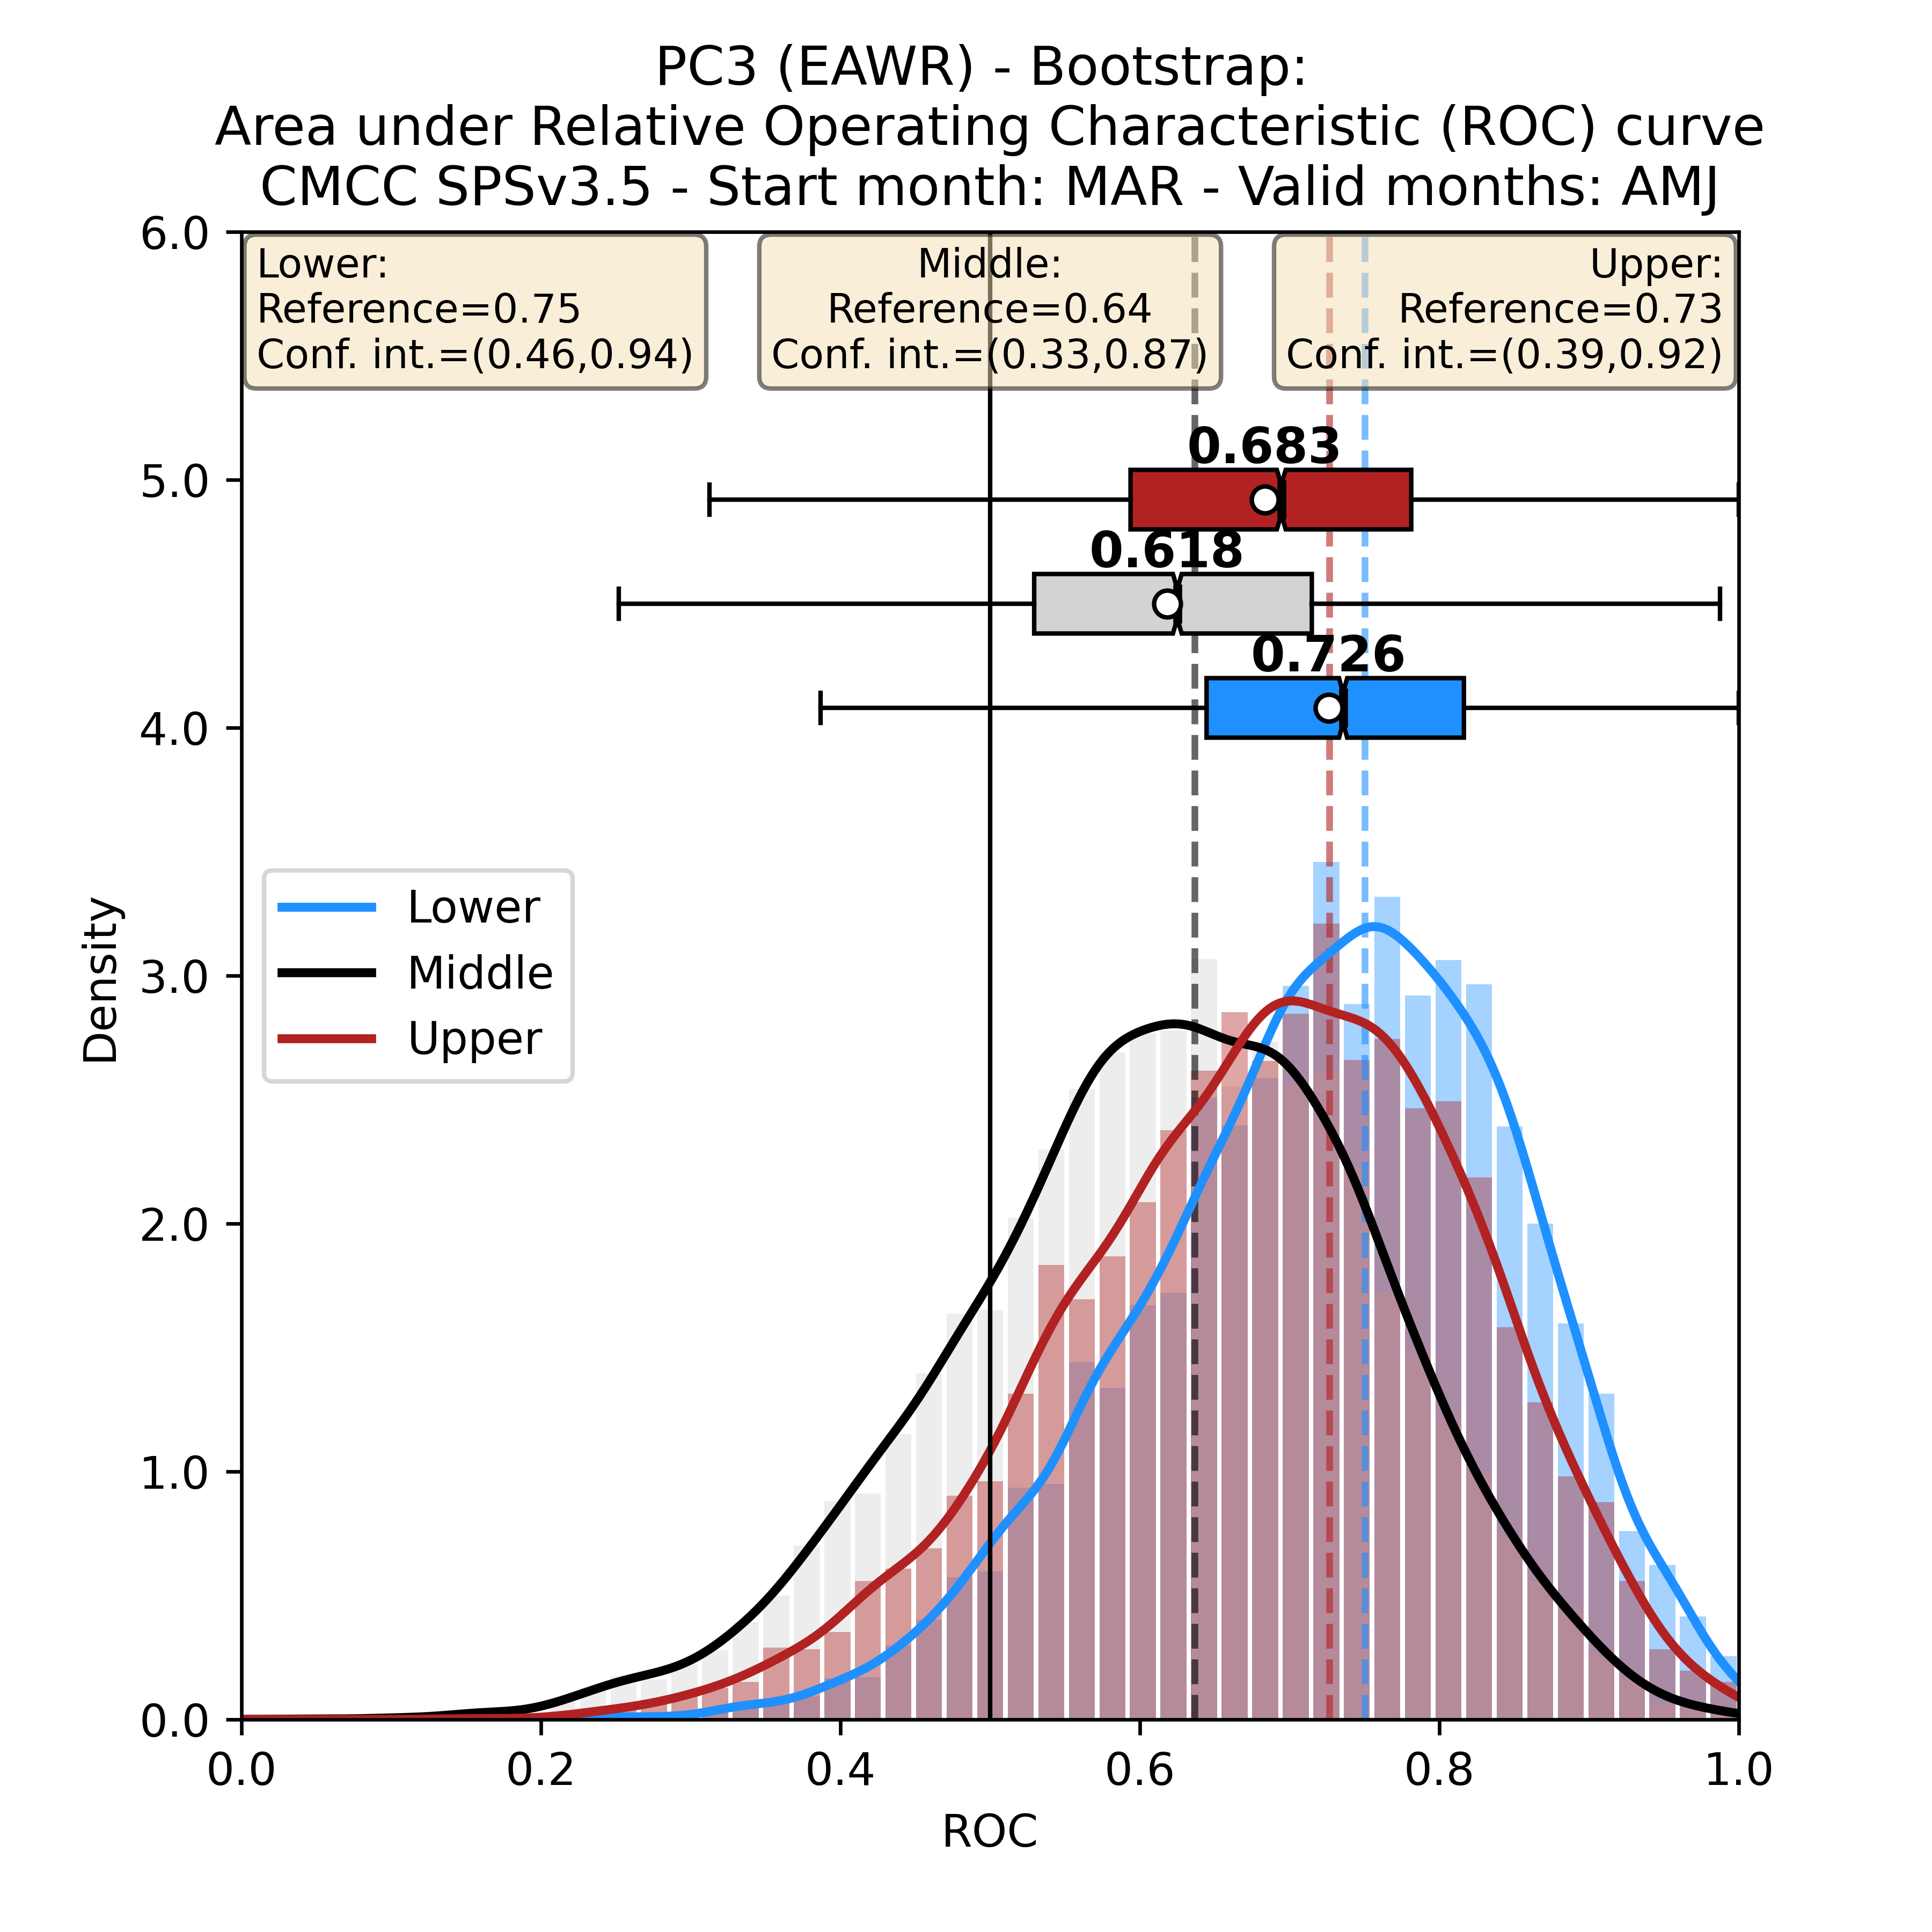 PC3 (EAWR) - Bootstrap:
Area under Relative Operating Characteristic (ROC) curve
CMCC SPSv3.5 - Start month: MAR - Valid months: AMJ
Lower:
Reference=0.75
Conf. int.=(0.46,0.94)
Middle:
Reference=0.64
Conf. int.=(0.33,0.87)
Upper:
Reference=0.73
Conf. int.=(0.39,0.92)
0.683
0.618
0.726
6.0
5.0
4.0
3.0
2.0
1.0
0.0
Density
Lower
Middle
Upper
0.0 0.2 0.4 0.6 0.8 1.0
ROC